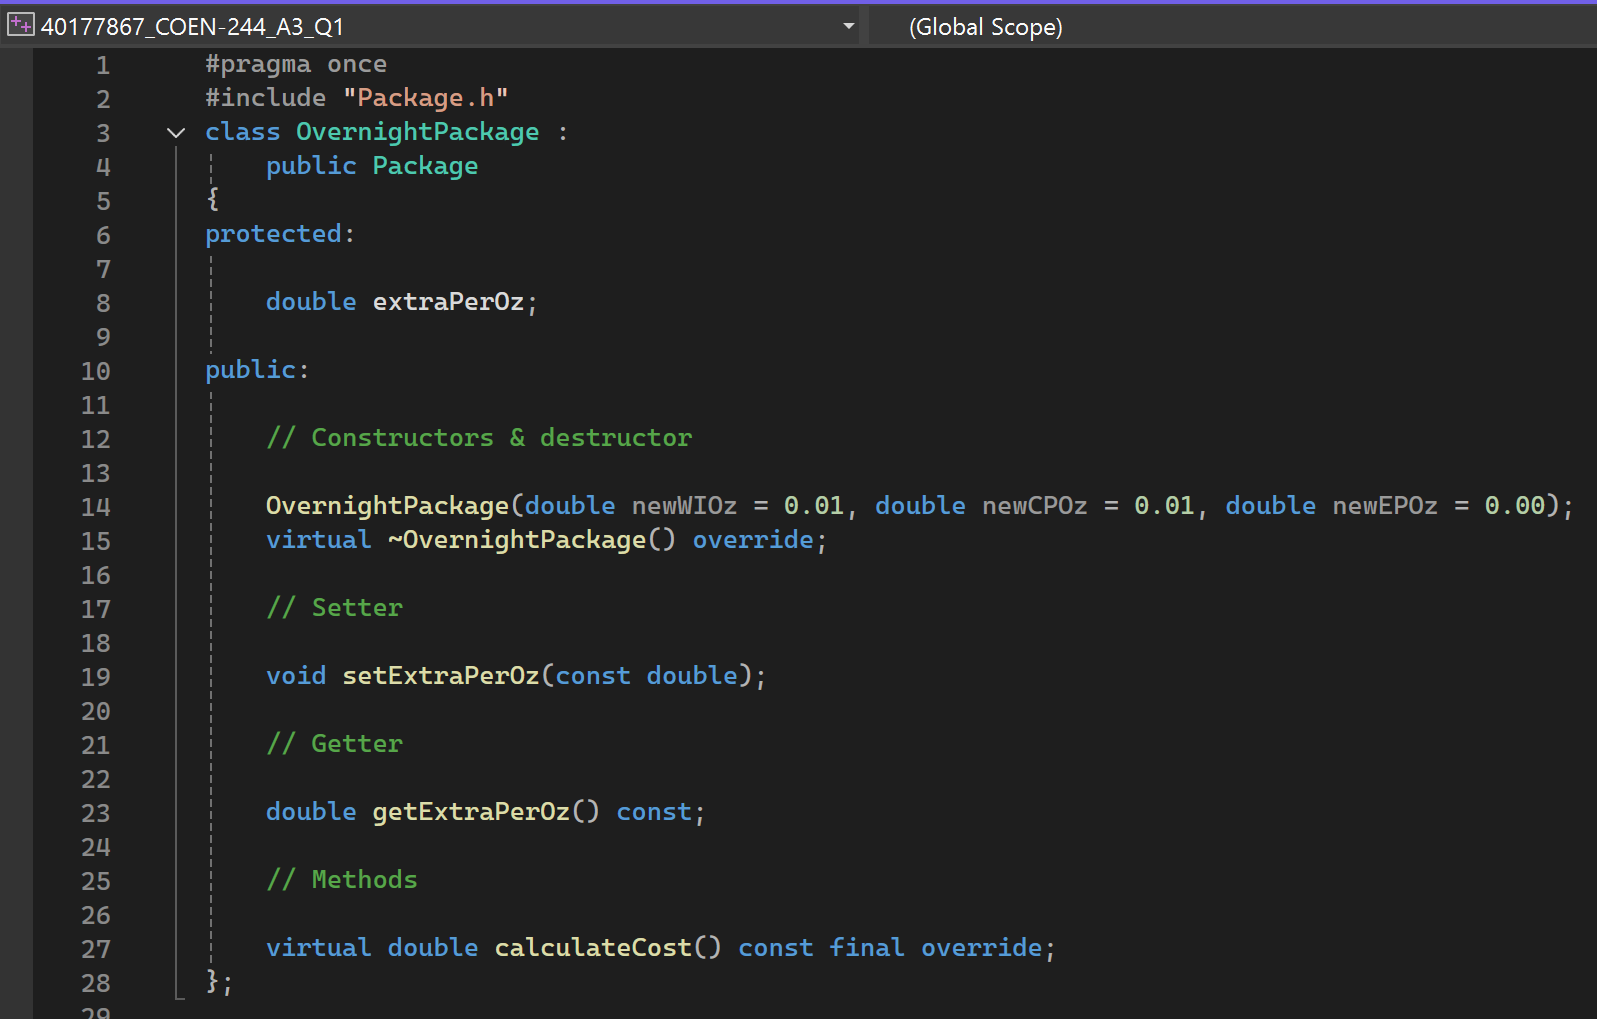 40177867_COEN-244_A3_Q1 (Global Scope)
1 #pragma once
2 #include "Package.h"
3 class OvernightPackage :
4 public Package
5 {
6 protected:
7
8 double extraPerOz;
9
10 public:
11
12 // Constructors & destructor
13
14 OvernightPackage(double newWIOz = 0.01, double newCPOz = 0.01, double newEPOz = 0.00);
15 virtual ~OvernightPackage() override;
16
17 // Setter
18
19 void setExtraPerOz(const double);
20
21 // Getter
22
23 double getExtraPerOz() const;
24
25 // Methods
26
27 virtual double calculateCost() const final override;
28 };
29